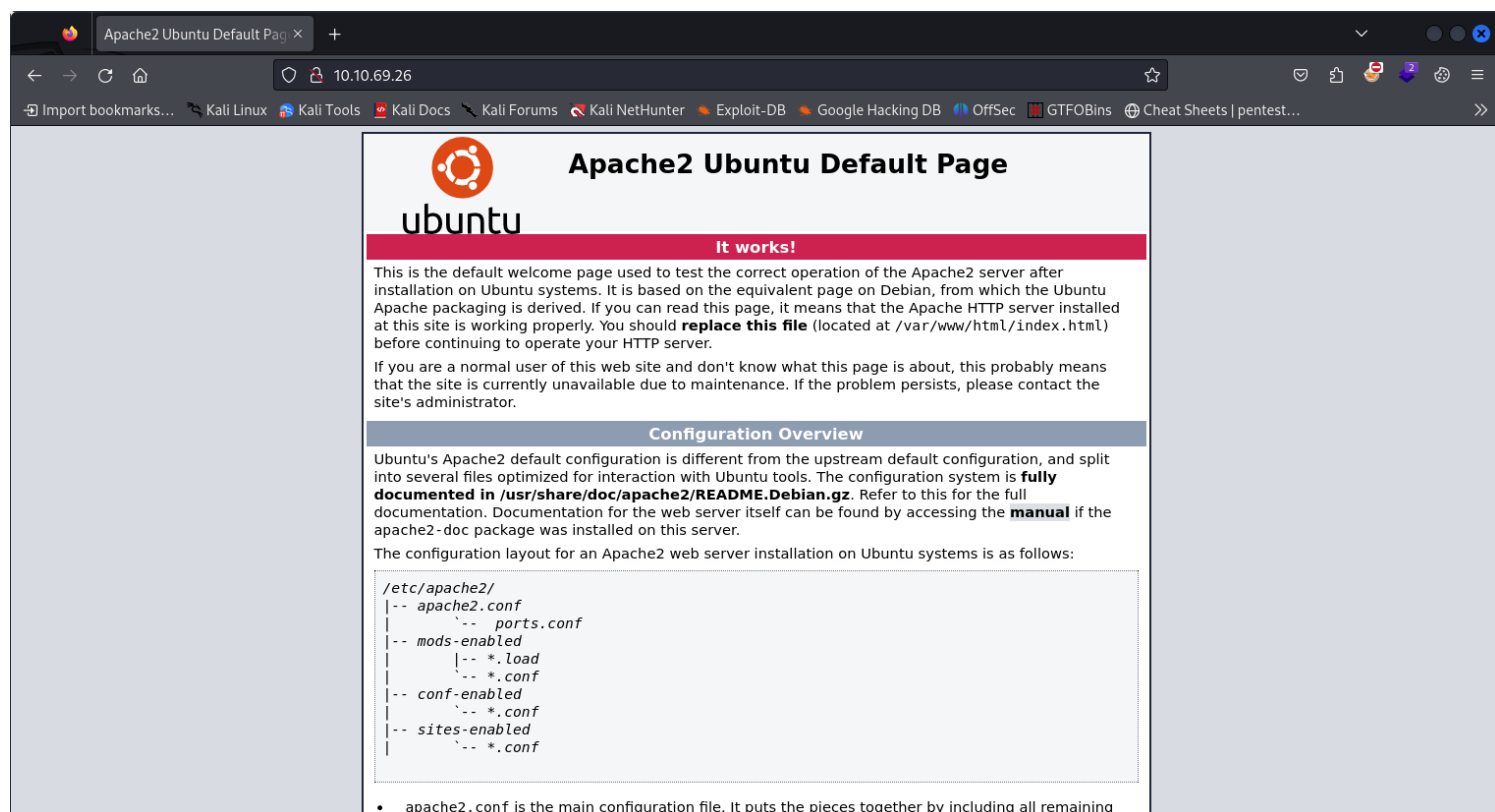 Apache2 Ubuntu Default Pag
10.10.69.26
2
Import bookmarks... Kali Linux Kali Tools Kali Docs Kali Forums Kali NetHunter Exploit-DB Google Hacking DB OffSec GTFOBins Cheat Sheets | pentest...
ubuntu
Apache2 Ubuntu Default Page
It works!
This is the default welcome page used to test the correct operation of the Apache2 server after
installation on Ubuntu systems. It is based on the equivalent page on Debian, from which the Ubuntu
Apache packaging is derived. If you can read this page, it means that the Apache HTTP server installed
at this site is working properly. You should replace this file (located at /var/www/html/index.html)
before continuing to operate your HTTP server.
If you are a normal user of this web site and don't know what this page is about, this probably means
that the site is currently unavailable due to maintenance. If the problem persists, please contact the
site's administrator.
Configuration Overview
Ubuntu's Apache2 default configuration is different from the upstream default configuration, and split
into several files optimized for interaction with Ubuntu tools. The configuration system is fully
documented in /usr/share/doc/apache2/README.Debian.gz. Refer to this for the full
documentation. Documentation for the web server itself can be found by accessing the manual if the
apache2-doc package was installed on this server.
The configuration layout for an Apache2 web server installation on Ubuntu systems is as follows:
/etc/apache2/
|-- apache2.conf
|       `--  ports.conf
|-- mods-enabled
|       |-- *.load
|       `-- *.conf
|-- conf-enabled
|       `-- *.conf
|-- sites-enabled
|       `-- *.conf
• apache2.conf is the main configuration file. It puts the pieces together by including all remaining